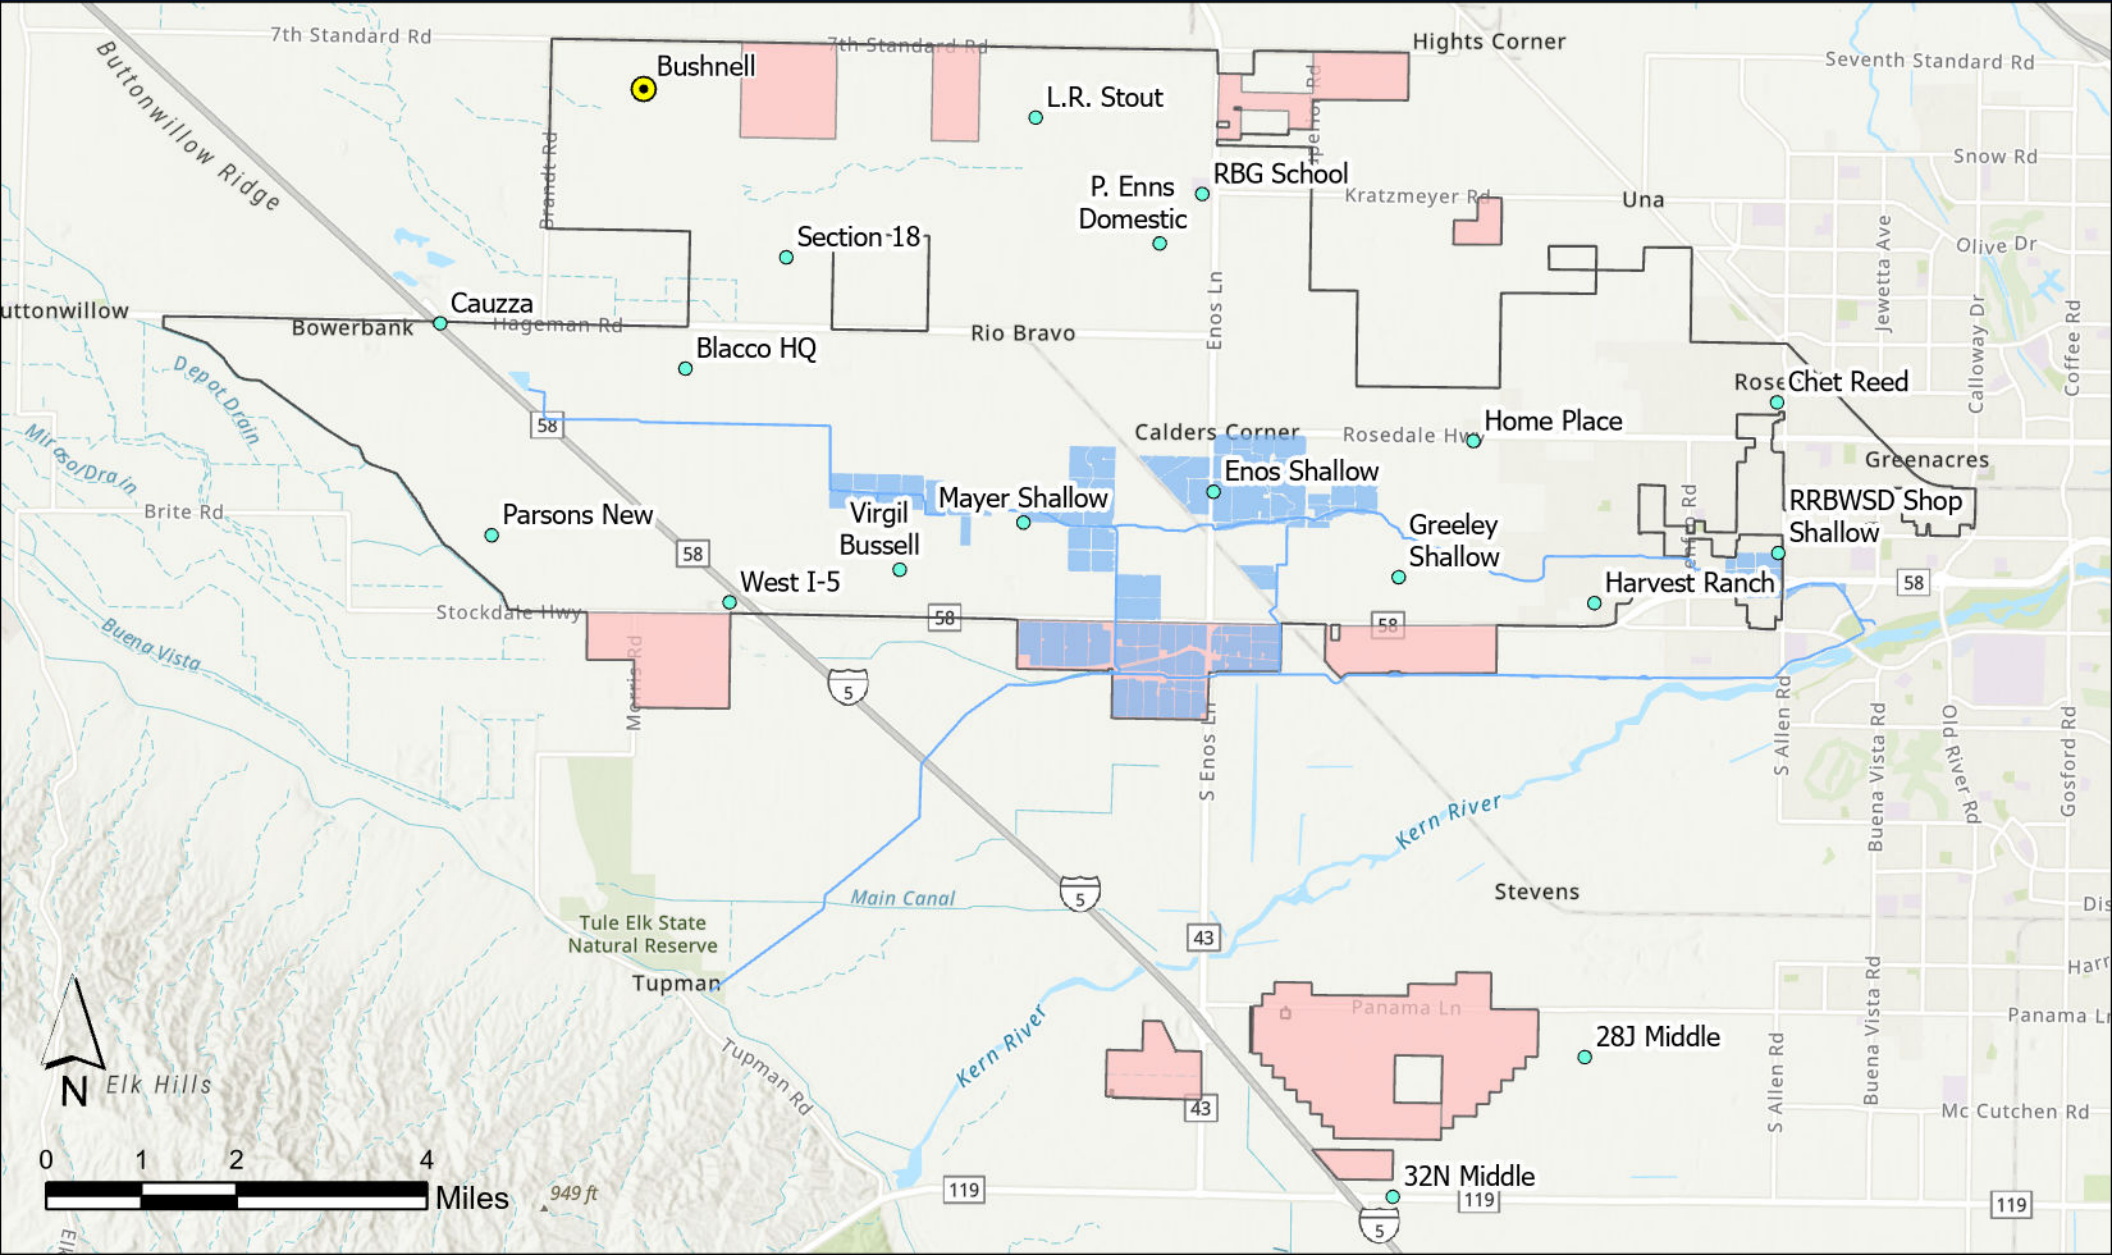 7th Standard Rd
7th Standard Rd
Hights Corner
Seventh Standard Rd
Buttonwillow Ridge
Bushnell
L.R. Stout
Snow Rd
Brandt Rd
RBG School
P. Enns
Domestic
Kratzmeyer Rd
Una
Section 18
Jewetta Ave
Olive Dr
Cauzza
uttonwillow
Bowerbank
Hageman Rd
Rio Bravo
Enos Ln
Calloway Dr
Coffee Rd
Blacco HQ
Depot Drain
Chet Reed
58
Calders Corner
Rosedale Hwy
Home Place
Greenacres
Enos Shallow
Mayer Shallow
Brite Rd
Parsons New
Virgil
Bussell
Greeley
Shallow
RRBWSD Shop
Shallow
58
West I-5
Harvest Ranch
58
Stockdale Hwy
58
58
Buena Vista
Morris Rd
5
S Enos Ln
S Allen Rd
Buena Vista Rd
Old River Rd
Gosford Rd
Kern River
5
Main Canal
Stevens
Dis
Tule Elk State
Natural Reserve
43
Tupman
Harr
Panama Ln
Panama Ln
Kern River
28J Middle
Tupman Rd
S Allen Rd
Buena Vista Rd
N
Elk Hills
43
Mc Cutchen Rd
0 1 2 4
Miles
949 ft
119
32N Middle
119
119
5
Elk